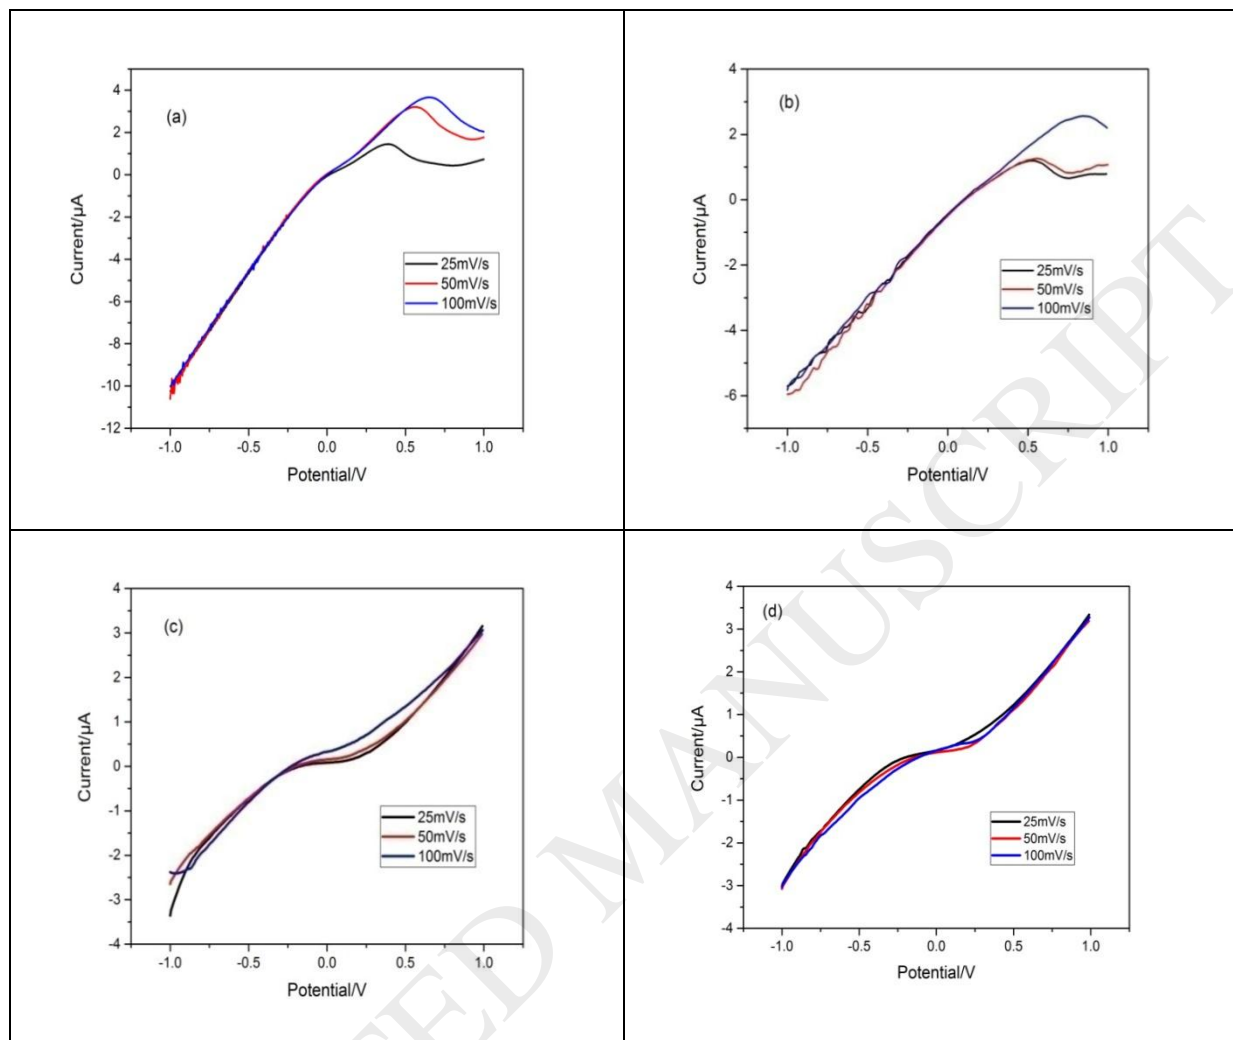 (a)
4
2
0
-2
-4
-6
-8
-10
-12
Current/µA
-1.0 -0.5 0.0 0.5 1.0
Potential/V
25mV/s
50mV/s
100mV/s
(b)
4
2
0
-2
-4
-6
Current/µA
-1.0 -0.5 0.0 0.5 1.0
Potential/V
25mV/s
50mV/s
100mV/s
(c)
4
3
2
1
0
-1
-2
-3
-4
Current/µA
-1.0 -0.5 0.0 0.5 1.0
Potential/V
25mV/s
50mV/s
100mV/s
(d)
4
3
2
1
0
-1
-2
-3
-4
Current/µA
-1.0 -0.5 0.0 0.5 1.0
Potential/V
25mV/s
50mV/s
100mV/s
TED MANUSCRIPT